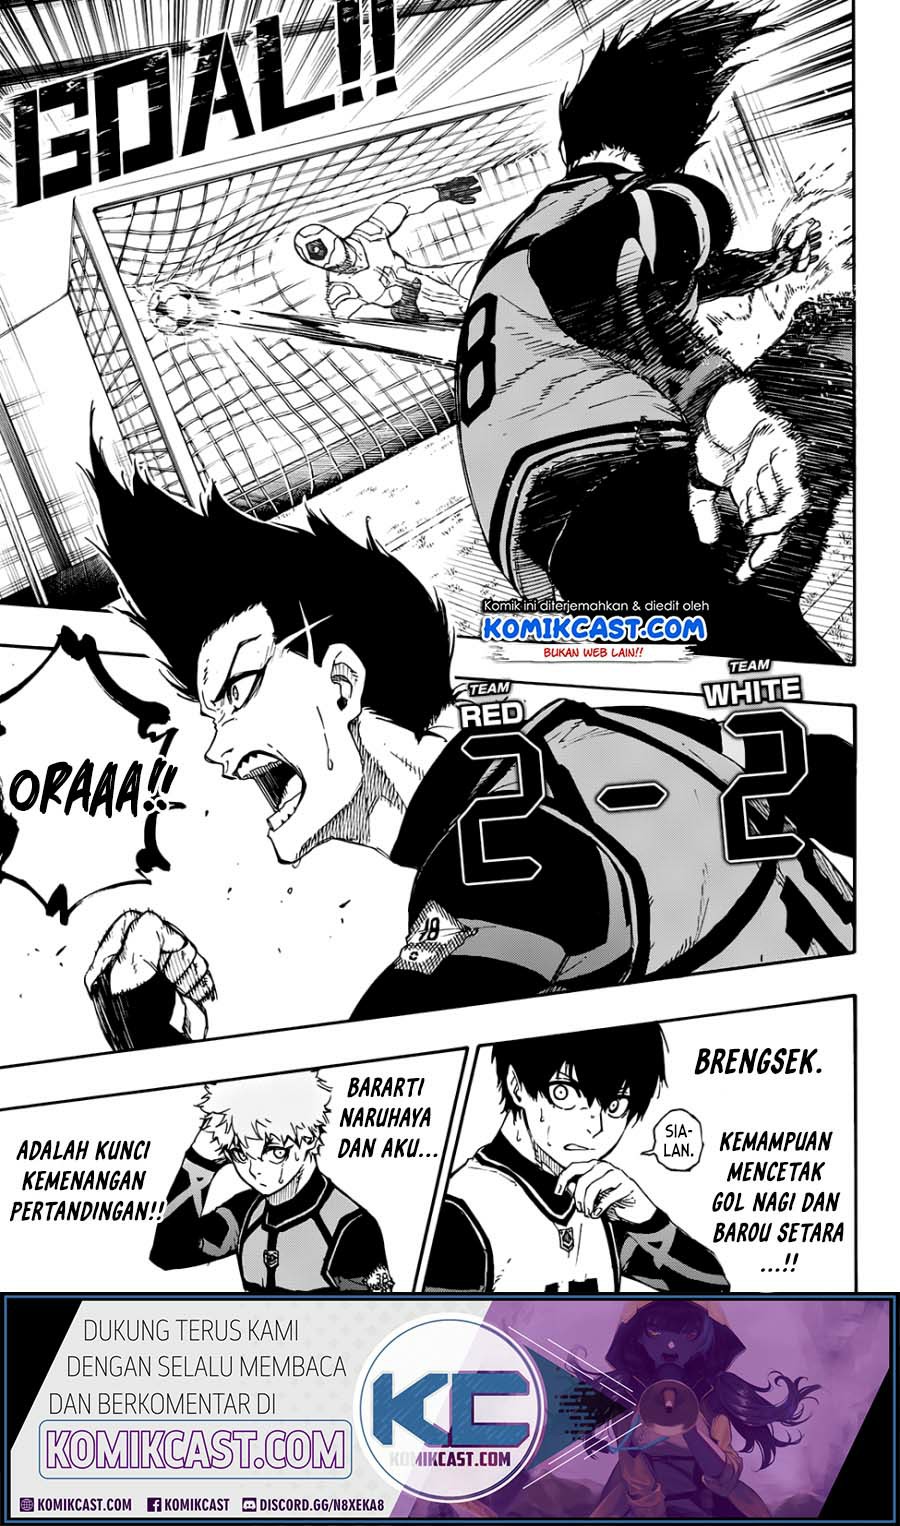 GOAL!!
8
Komik ini diterjemahkan & diedit oleh
KOMIKCAST.COM
BUKAN WEB LAIN!!
TEAM
RED
TEAM
WHITE
2 - 2
ORAAA!!
18
C
BRENGSEK.
SIA-
LAN.
KEMAMPUAN
MENCETAK
GOL NAGI DAN
BAROU SETARA
...!!
BARARTI
NARUHAYA
DAN AKU...
ADALAH KUNCI
KEMENANGAN
PERTANDINGAN!!
DUKUNG TERUS KAMI
DENGAN SELALU MEMBACA
DAN BERKOMENTAR DI
KOMIKCAST.COM
KOMIKCAST.COM
KOMIKCAST
DISCORD.GG/N8XEKA8
KC
KOMIKCAST.COM